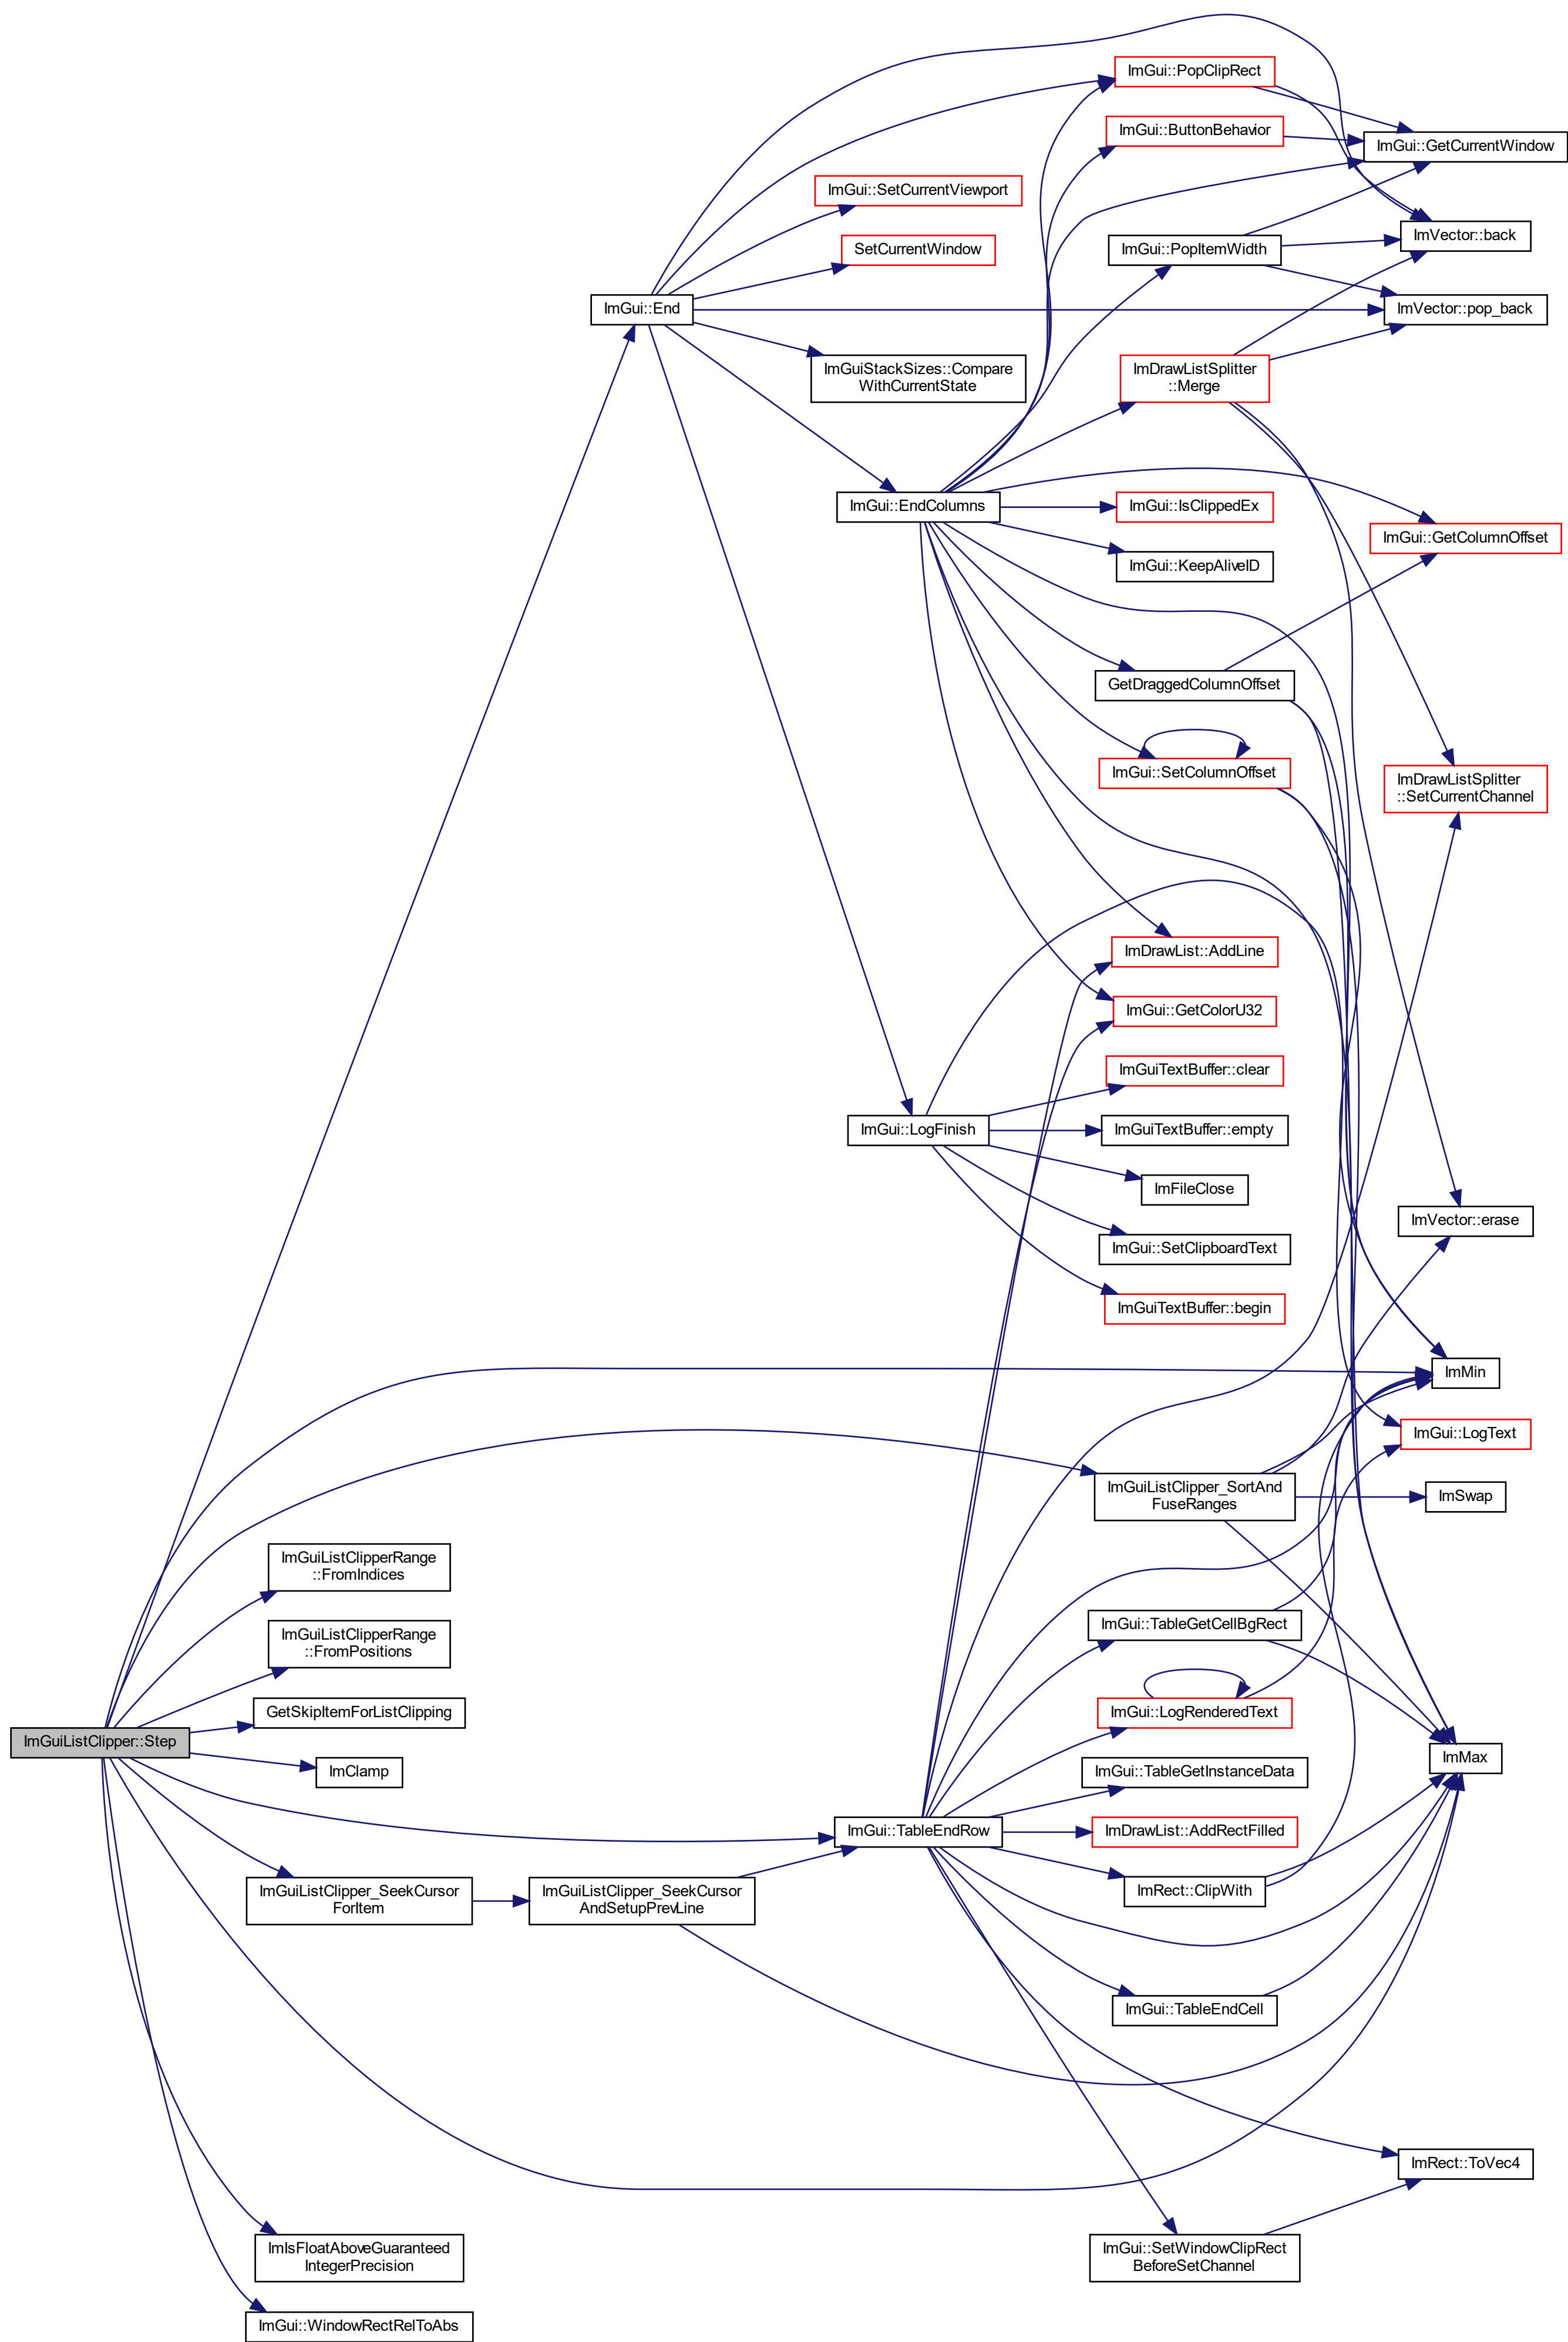 ImGui::PopClipRect
ImGui::ButtonBehavior
ImGui::GetCurrentWindow
ImGui::SetCurrentViewport
SetCurrentWindow
ImGui::PopItemWidth
ImVector::back
ImGui::End
ImVector::pop_back
ImGuiStackSizes::Compare
WithCurrentState
ImDrawListSplitter
::Merge
ImGui::EndColumns
ImGui::IsClippedEx
ImGui::GetColumnOffset
ImGui::KeepAliveID
GetDraggedColumnOffset
ImGui::SetColumnOffset
ImDrawListSplitter
::SetCurrentChannel
ImDrawList::AddLine
ImGui::GetColorU32
ImGuiTextBuffer::clear
ImGui::LogFinish
ImGuiTextBuffer::empty
ImFileClose
ImGui::SetClipboardText
ImVector::erase
ImGuiTextBuffer::begin
ImMin
ImGui::LogText
ImGuiListClipper_SortAnd
FuseRanges
ImSwap
ImGuiListClipperRange
::FromIndices
ImGuiListClipperRange
::FromPositions
ImGui::TableGetCellBgRect
GetSkipItemForListClipping
ImGui::LogRenderedText
ImGuiListClipper::Step
ImClamp
ImGui::TableGetInstanceData
ImMax
ImGui::TableEndRow
ImDrawList::AddRectFilled
ImGuiListClipper_SeekCursor
ForItem
ImGuiListClipper_SeekCursor
AndSetupPrevLine
ImRect::ClipWith
ImGui::TableEndCell
ImRect::ToVec4
ImIsFloatAboveGuaranteed
IntegerPrecision
ImGui::SetWindowClipRect
BeforeSetChannel
ImGui::WindowRectRelToAbs